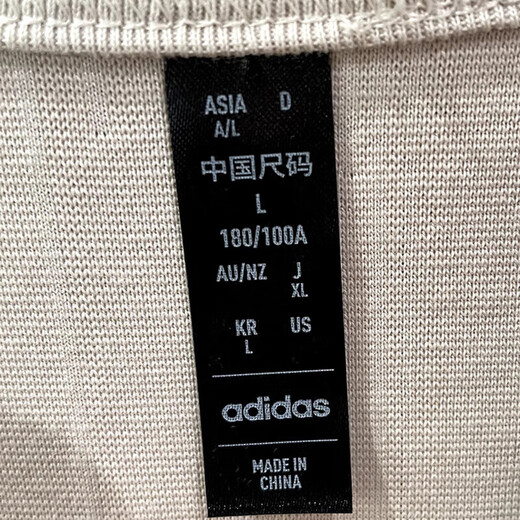 ASIA D
A/L
中国尺码
L
180/100A
AU/NZ J
XL
KR US
L
adidas
MADE IN
CHINA